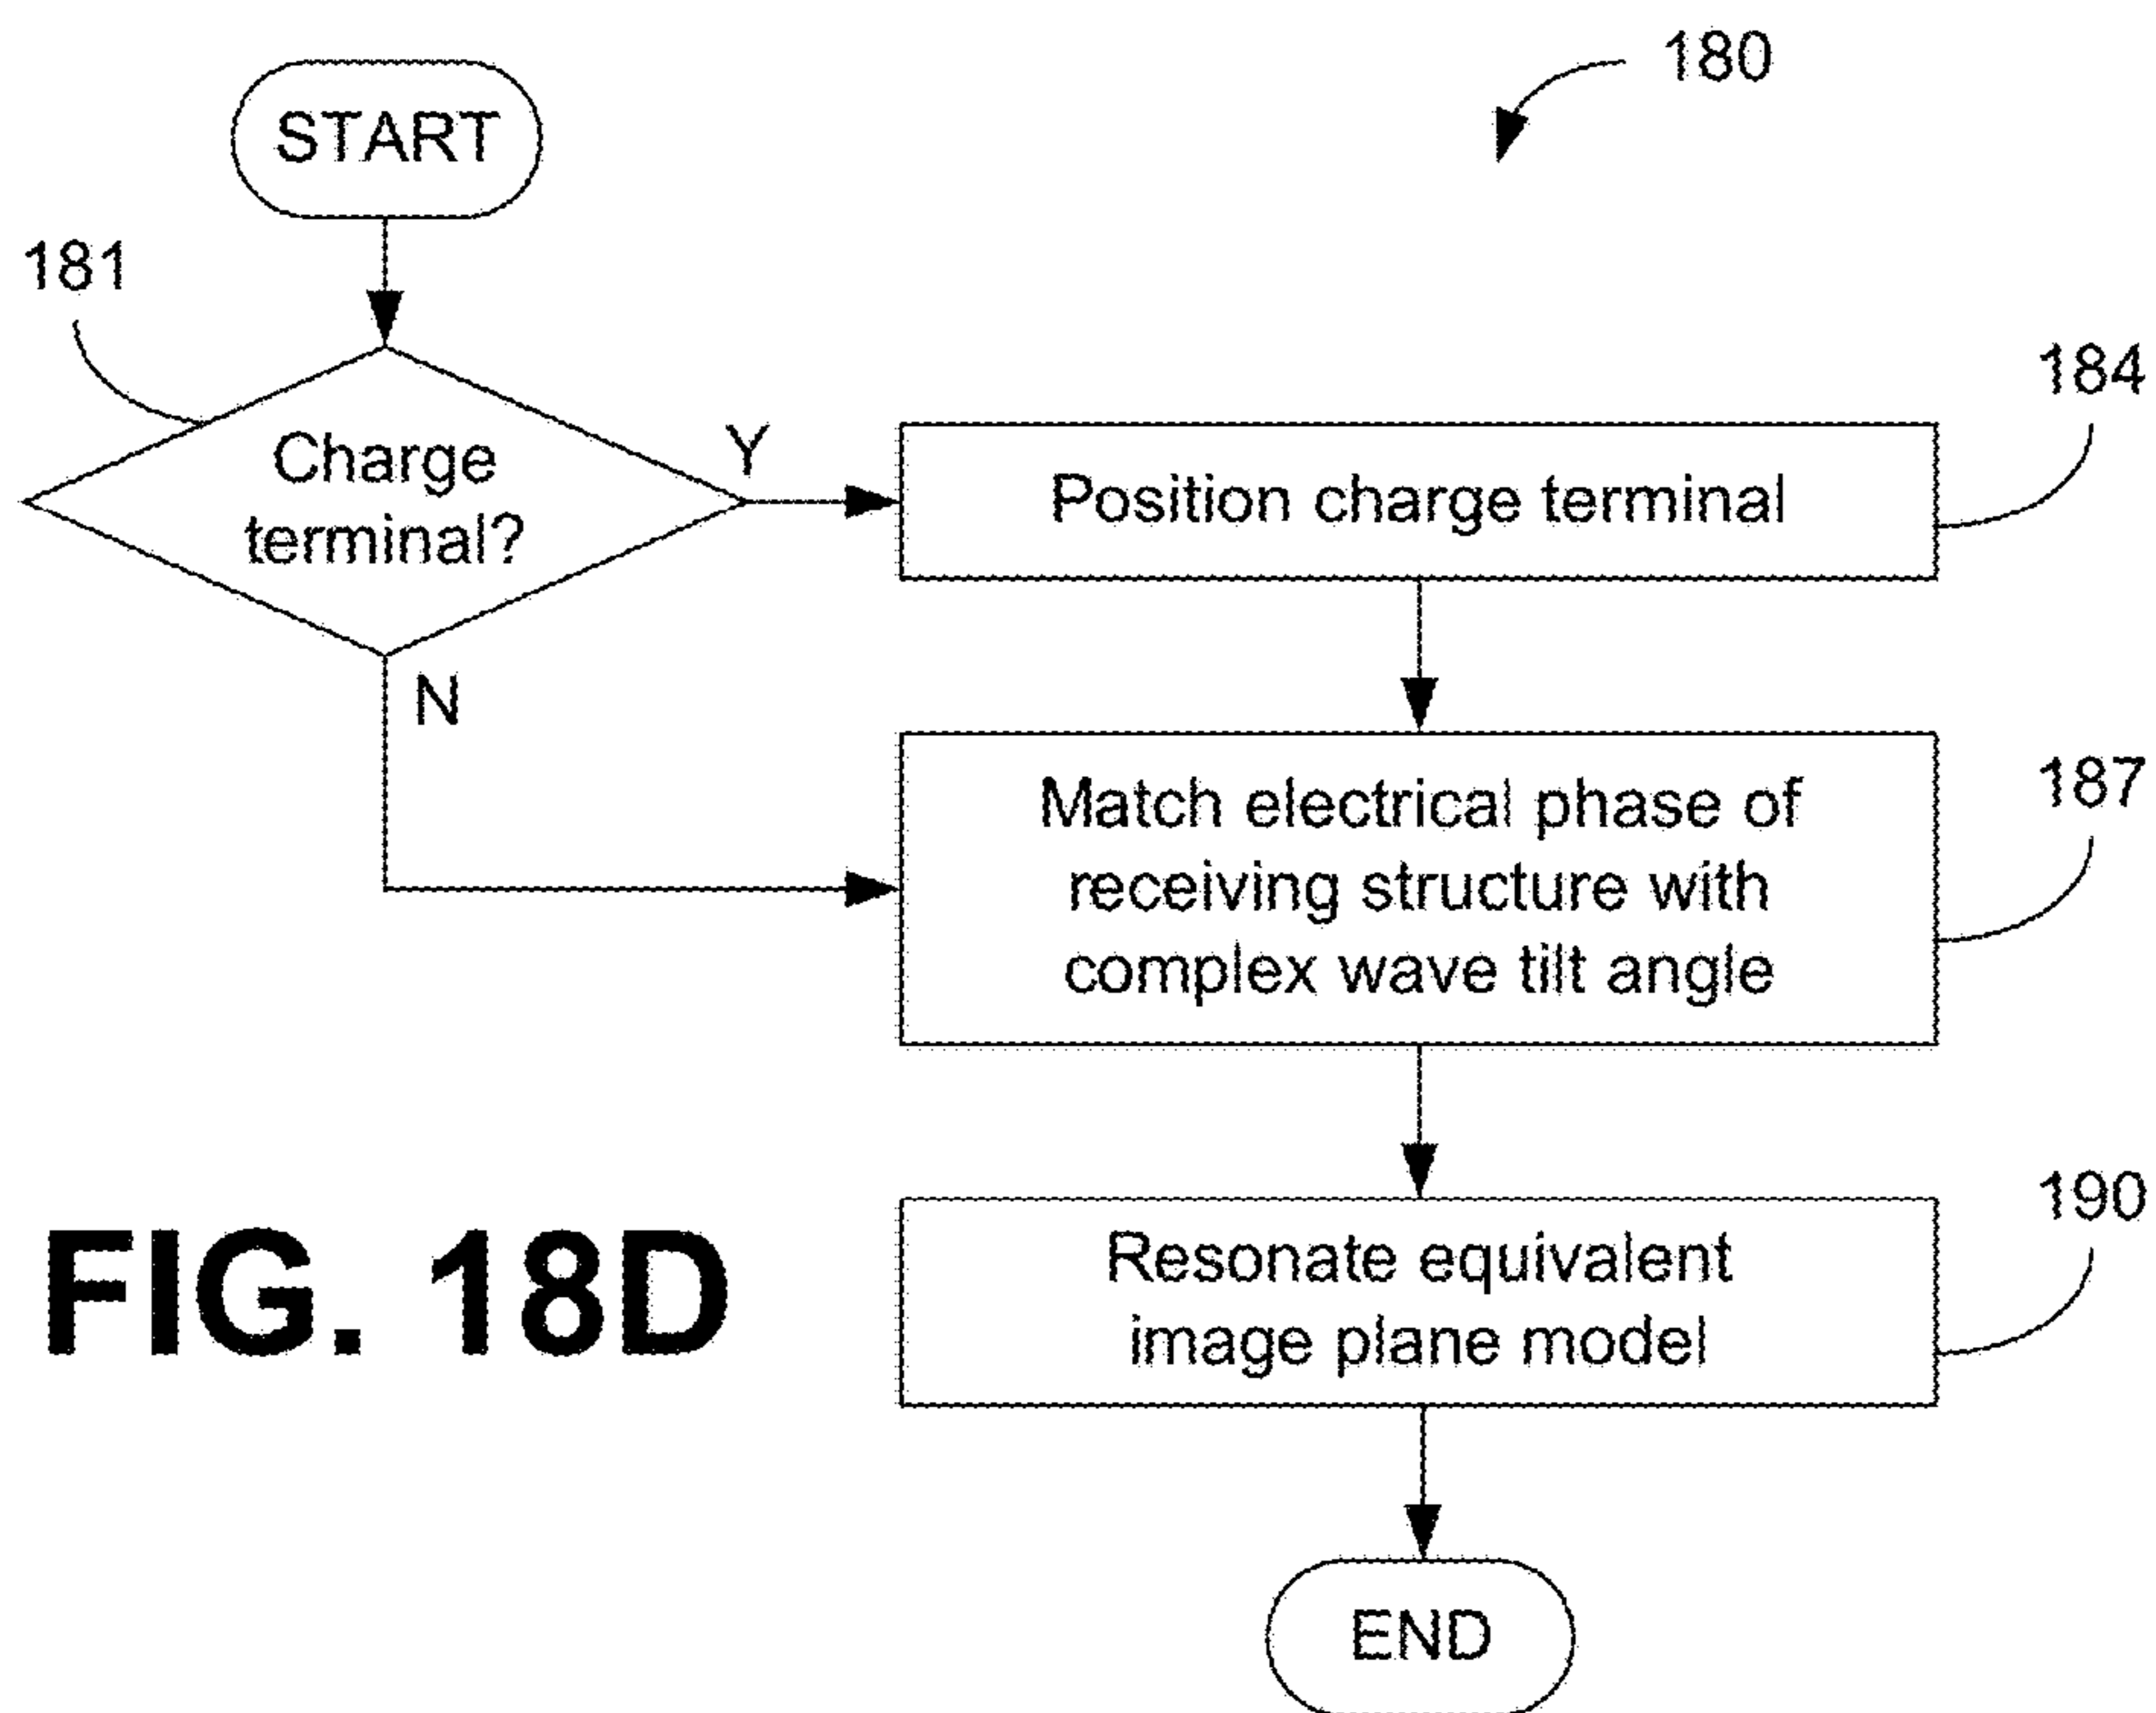 180
START
181
Charge
terminal?
Y
N
184
Position charge terminal
187
Match electrical phase of
receiving structure with
complex wave tilt angle
190
Resonate equivalent
image plane model
END
FIG. 18D